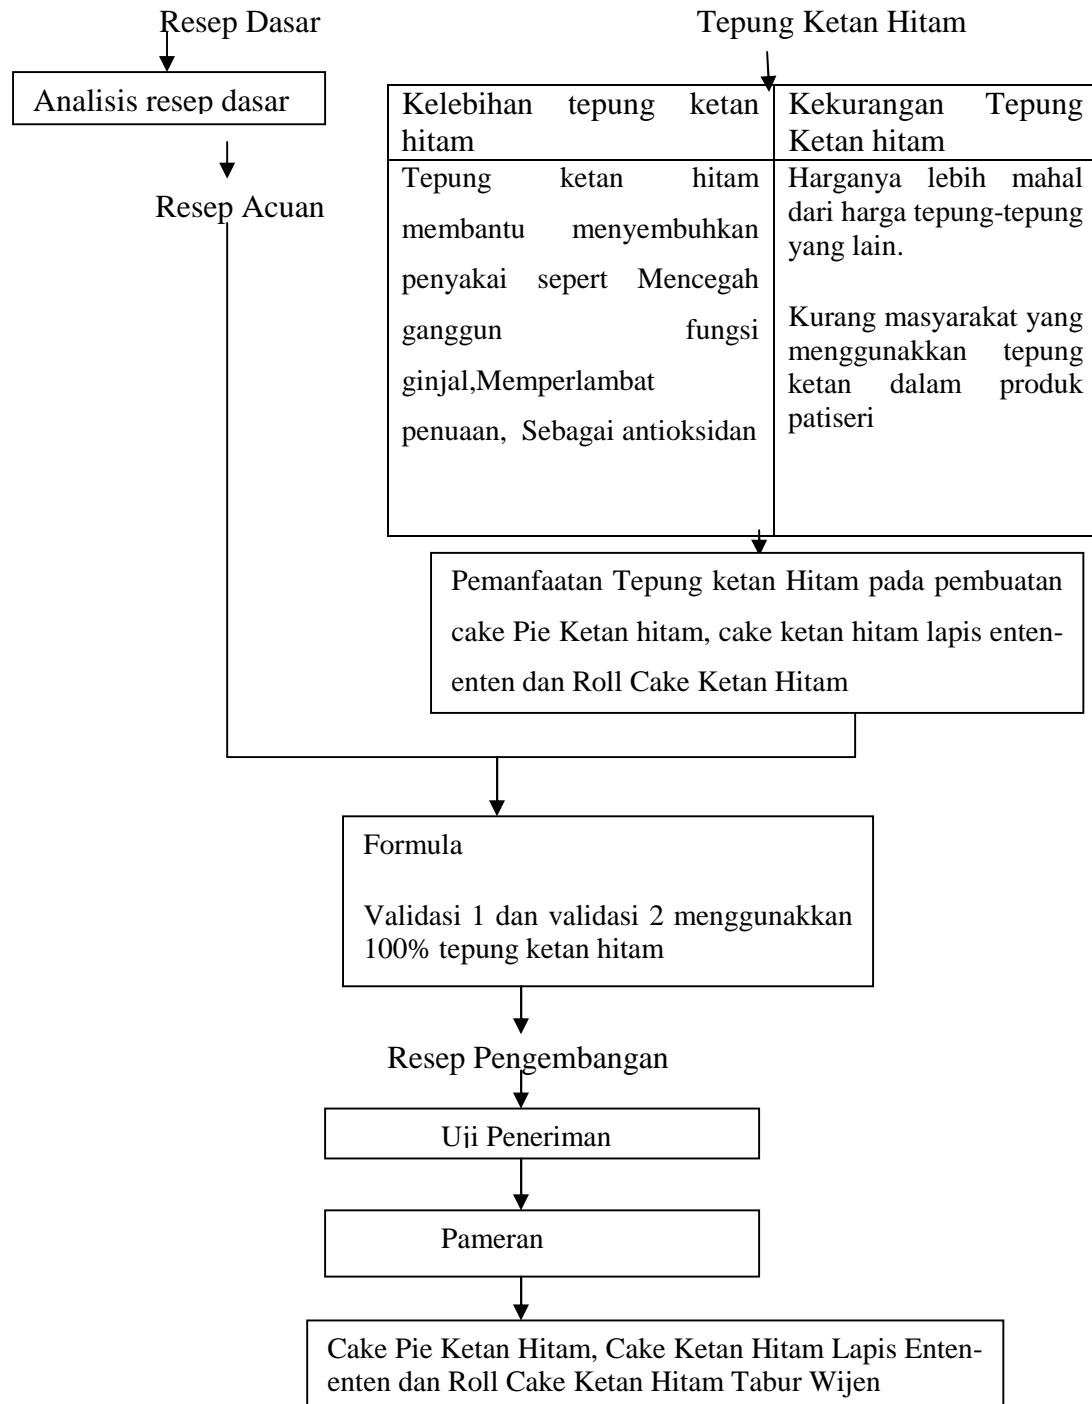 Resep Dasar
Tepung Ketan Hitam
Analisis resep dasar
Resep Acuan
Kelebihan tepung ketan
hitam
Kekurangan Tepung
Ketan hitam
Tepung ketan hitam
membantu menyembuhkan
penyakai sepert Mencegah
ganggun fungsi
ginjal,Memperlambat
penuaan, Sebagai antioksidan
Harganya lebih mahal
dari harga tepung-tepung
yang lain.
Kurang masyarakat yang
menggunakkan tepung
ketan dalam produk
patiseri
Pemanfaatan Tepung ketan Hitam pada pembuatan
cake Pie Ketan hitam, cake ketan hitam lapis enten-
enten dan Roll Cake Ketan Hitam
Formula
Validasi 1 dan validasi 2 menggunakkan
100% tepung ketan hitam
Resep Pengembangan
Uji Peneriman
Pameran
Cake Pie Ketan Hitam, Cake Ketan Hitam Lapis Enten-
enten dan Roll Cake Ketan Hitam Tabur Wijen